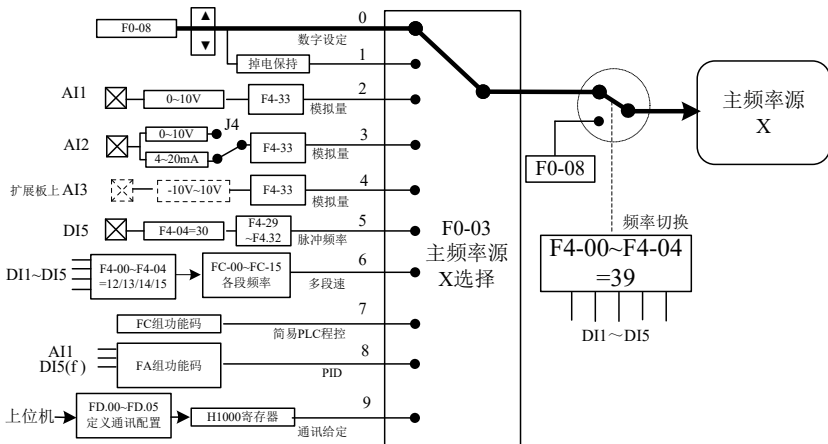 F0-08
▲
▼
0
数字设定
掉电保持
1
AI1
0~10V
F4-33
2
模拟量
AI2
0~10V
J4
4~20mA
F4-33
3
模拟量
扩展板上 AI3
-10V~10V
F4-33
4
模拟量
DI5
F4-04=30
F4-29
~F4.32
5
脉冲频率
DI1~DI5
F4-00~F4-04
=12/13/14/15
FC-00~FC-15
各段频率
6
多段速
FC组功能码
7
简易PLC程控
AI1
DI5(f)
FA组功能码
8
PID
上位机
FD.00~FD.05
定义通讯配置
H1000寄存器
9
通讯给定
F0-03
主频率源
X选择
F0-08
主频率源
X
频率切换
F4-00~F4-04
=39
DI1~DI5